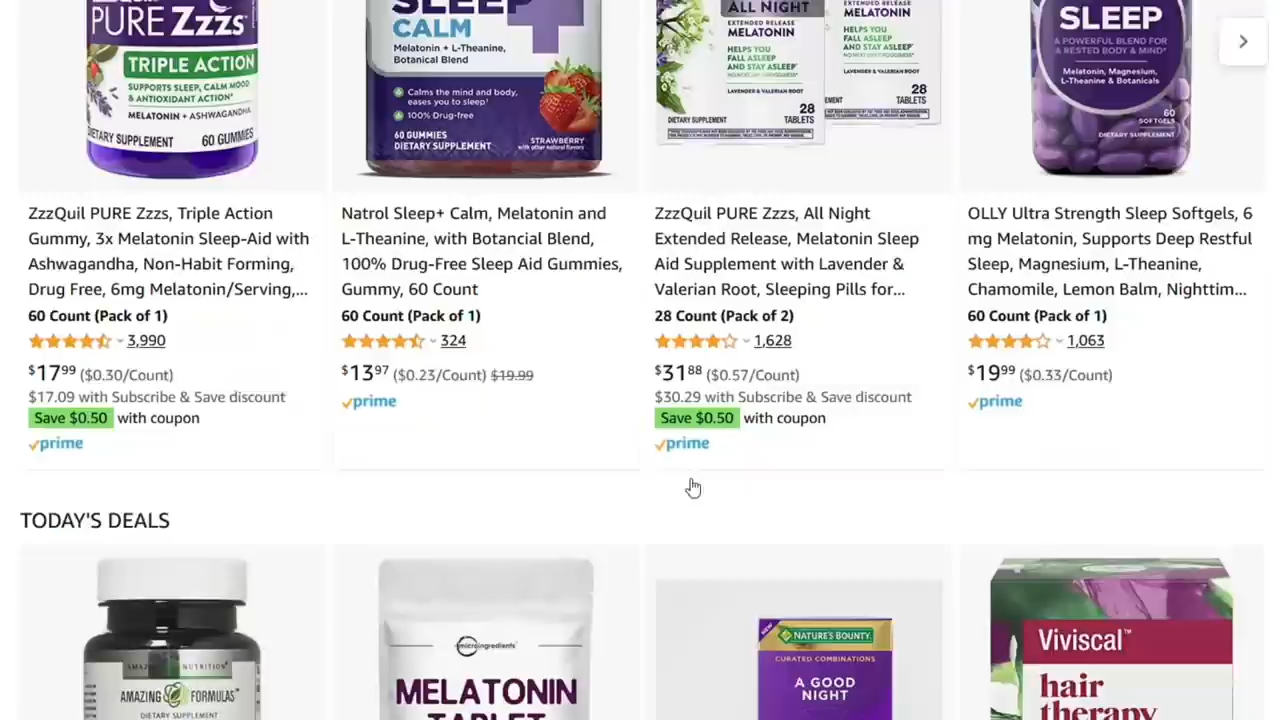 PURE Zzzs
TRIPLE ACTION
SUPPORTS SLEEP, CALM MOOD
& ANTIOXIDANT ACTION*
MELATONIN + ASHWAGANDHA
DIETARY SUPPLEMENT 60 GUMMIES
SLEEP
CALM
Melatonin + L-Theanine,
Botanical Blend
Calms the mind and body,
eases you to sleep!
100% Drug-free
60 GUMMIES
DIETARY SUPPLEMENT
STRAWBERRY
with other natural flavors
ALL NIGHT
EXTENDED RELEASE
MELATONIN
HELPS YOU
FALL ASLEEP
AND STAY ASLEEP*
LAVENDER & VALERIAN ROOT
28
TABLETS
DIETARY SUPPLEMENT
EXTENDED RELEASE
MELATONIN
HELPS YOU
FALL ASLEEP
AND STAY ASLEEP*
LAVENDER & VALERIAN ROOT
28
TABLETS
SLEEP
A POWERFUL BLEND FOR
A RESTED BODY & MIND*
Melatonin, Magnesium,
L-Theanine & Botanicals
60
SOFTGELS
DIETARY SUPPLEMENT
ZzzQuil PURE Zzzs, Triple Action
Gummy, 3x Melatonin Sleep-Aid with
Ashwagandha, Non-Habit Forming,
Drug Free, 6mg Melatonin/Serving,...
60 Count (Pack of 1)
3,990
$17.99 ($0.30/Count)
$17.09 with Subscribe & Save discount
Save $0.50 with coupon
prime
Natrol Sleep+ Calm, Melatonin and
L-Theanine, with Botancial Blend,
100% Drug-Free Sleep Aid Gummies,
Gummy, 60 Count
60 Count (Pack of 1)
324
$13.97 ($0.23/Count) $19.99
prime
ZzzQuil PURE Zzzs, All Night
Extended Release, Melatonin Sleep
Aid Supplement with Lavender &
Valerian Root, Sleeping Pills for...
28 Count (Pack of 2)
1,628
$31.88 ($0.57/Count)
$30.29 with Subscribe & Save discount
Save $0.50 with coupon
prime
OLLY Ultra Strength Sleep Softgels, 6
mg Melatonin, Supports Deep Restful
Sleep, Magnesium, L-Theanine,
Chamomile, Lemon Balm, Nighttim...
60 Count (Pack of 1)
1,063
$19.99 ($0.33/Count)
prime
TODAY'S DEALS
AMAZING FORMULAS
DIETARY SUPPLEMENT
microingredients
MELATONIN
TABLET
NEW
NATURE'S BOUNTY
CURATED COMBINATIONS
A GOOD
NIGHT
Viviscal™
hair
therapy